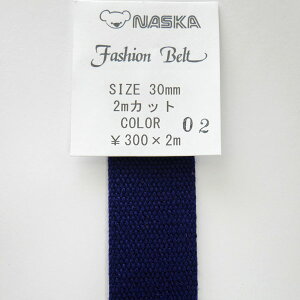 NASKA
Fashion Belt
SIZE 30mm
2mカット
COLOR 02
￥300×2m